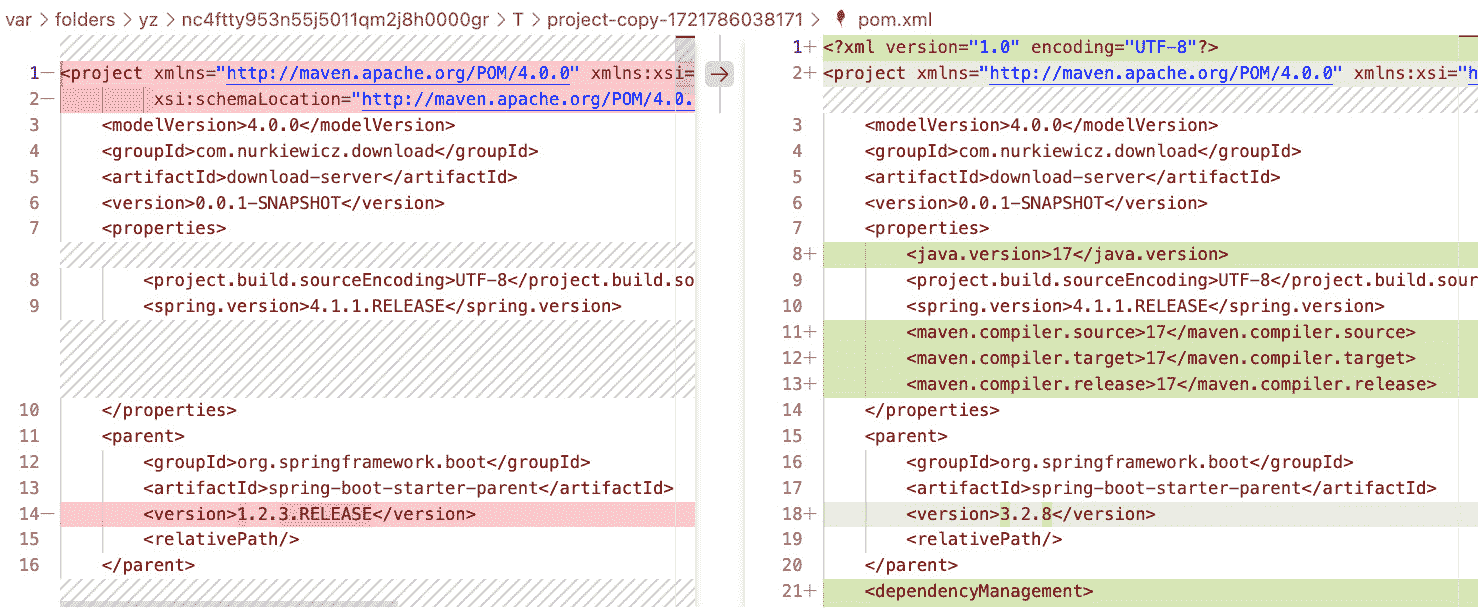 var > folders > yz > nc4ftty953n55j5011qm2j8h0000gr > T > project-copy-1721786038171 > pom.xml
1− <project xmlns="http://maven.apache.org/POM/4.0.0" xmlns:xsi=
2− xsi:schemaLocation="http://maven.apache.org/POM/4.0.
3 <modelVersion>4.0.0</modelVersion>
4 <groupId>com.nurkiewicz.download</groupId>
5 <artifactId>download-server</artifactId>
6 <version>0.0.1-SNAPSHOT</version>
7 <properties>
8 <project.build.sourceEncoding>UTF-8</project.build.so
9 <spring.version>4.1.1.RELEASE</spring.version>
10 </properties>
11 <parent>
12 <groupId>org.springframework.boot</groupId>
13 <artifactId>spring-boot-starter-parent</artifactId>
14− <version>1.2.3.RELEASE</version>
15 <relativePath/>
16 </parent>
1+ <?xml version="1.0" encoding="UTF-8"?>
2+ <project xmlns="http://maven.apache.org/POM/4.0.0" xmlns:xsi="h
3 <modelVersion>4.0.0</modelVersion>
4 <groupId>com.nurkiewicz.download</groupId>
5 <artifactId>download-server</artifactId>
6 <version>0.0.1-SNAPSHOT</version>
7 <properties>
8+ <java.version>17</java.version>
9 <project.build.sourceEncoding>UTF-8</project.build.sour
10 <spring.version>4.1.1.RELEASE</spring.version>
11+ <maven.compiler.source>17</maven.compiler.source>
12+ <maven.compiler.target>17</maven.compiler.target>
13+ <maven.compiler.release>17</maven.compiler.release>
14 </properties>
15 <parent>
16 <groupId>org.springframework.boot</groupId>
17 <artifactId>spring-boot-starter-parent</artifactId>
18+ <version>3.2.8</version>
19 <relativePath/>
20 </parent>
21+ <dependencyManagement>